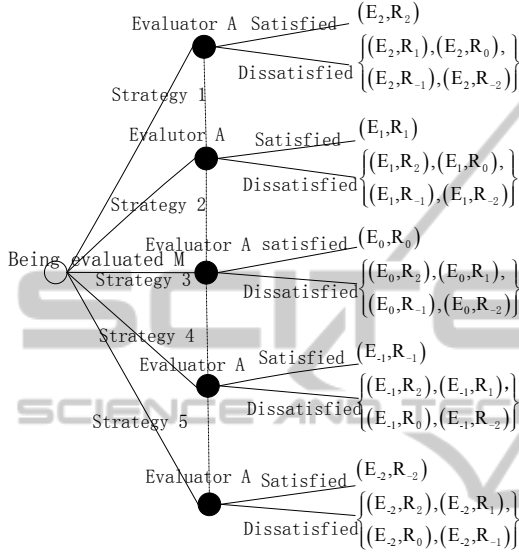 Evaluator A Satisfied (E₂,R₂)
Dissatisfied {(E₂,R₁),(E₂,R₀),
(E₂,R₋₁),(E₂,R₋₂)}
Strategy 1
Evalutor A Satisfied (E₁,R₁)
Dissatisfied {(E₁,R₂),(E₁,R₀),
(E₁,R₋₁),(E₁,R₋₂)}
Strategy 2
Evaluator A satisfied (E₀,R₀)
Being evaluated M
Strategy 3
Dissatisfied {(E₀,R₂),(E₀,R₁),
(E₀,R₋₁),(E₀,R₋₂)}
Strategy 4
Evaluator A Satisfied (E₋₁,R₋₁)
Dissatisfied {(E₋₁,R₂),(E₋₁,R₁),
(E₋₁,R₀),(E₋₁,R₋₂)}
Strategy 5
Evaluator A Satisfied (E₋₂,R₋₂)
Dissatisfied {(E₋₂,R₂),(E₋₂,R₁),
(E₋₂,R₀),(E₋₂,R₋₁)}
SCITE
SCIENCE AND TEC